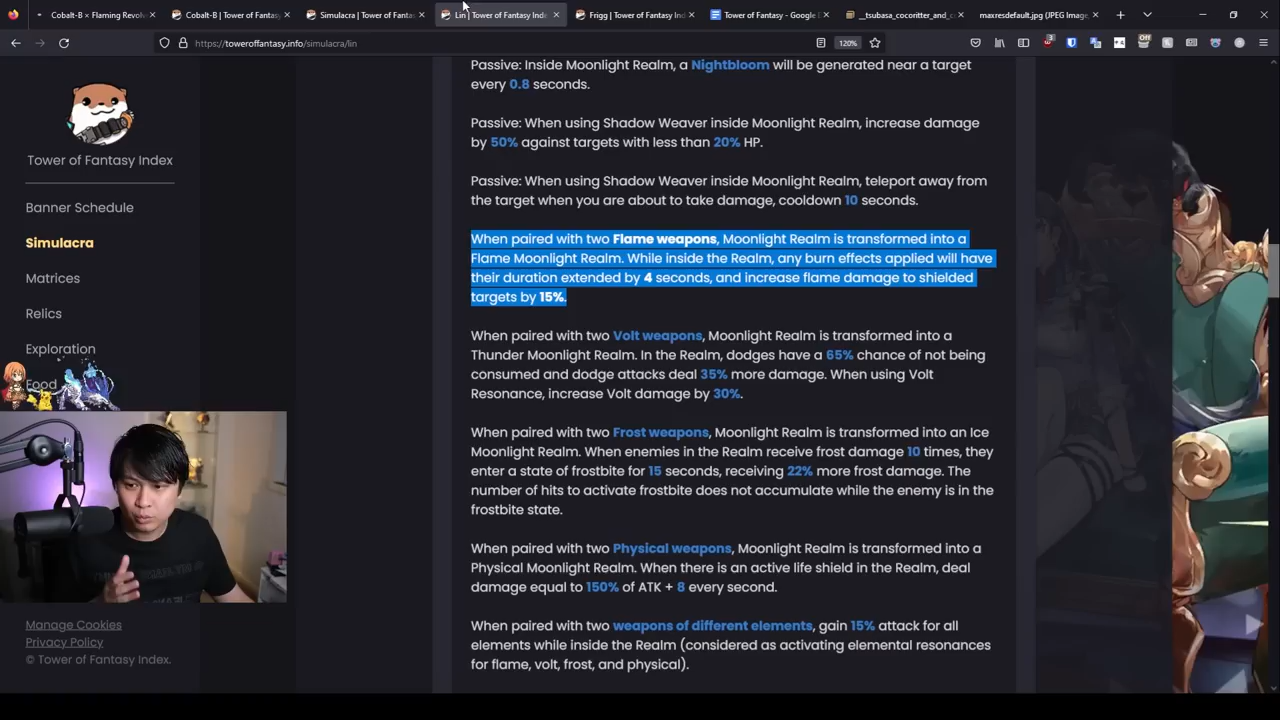 Cobalt-B × Flaming Revolv
Cobalt-B | Tower of Fantasy
Simulacra | Tower of Fantas
Lin | Tower of Fantasy Inde
Frigg | Tower of Fantasy Ind
Tower of Fantasy - Google
__tsubasa_cocoritter_and_c
maxresdefault.jpg (JPEG Image,
https://toweroffantasy.info/simulacra/lin
120%
Off
Tower of Fantasy Index
Banner Schedule
Simulacra
Matrices
Relics
Exploration
Food
Manage Cookies
Privacy Policy
© Tower of Fantasy Index.
Passive: Inside Moonlight Realm, a Nightbloom will be generated near a target
every 0.8 seconds.
Passive: When using Shadow Weaver inside Moonlight Realm, increase damage
by 50% against targets with less than 20% HP.
Passive: When using Shadow Weaver inside Moonlight Realm, teleport away from
the target when you are about to take damage, cooldown 10 seconds.
When paired with two Flame weapons, Moonlight Realm is transformed into a
Flame Moonlight Realm. While inside the Realm, any burn effects applied will have
their duration extended by 4 seconds, and increase flame damage to shielded
targets by 15%.
When paired with two Volt weapons, Moonlight Realm is transformed into a
Thunder Moonlight Realm. In the Realm, dodges have a 65% chance of not being
consumed and dodge attacks deal 35% more damage. When using Volt
Resonance, increase Volt damage by 30%.
When paired with two Frost weapons, Moonlight Realm is transformed into an Ice
Moonlight Realm. When enemies in the Realm receive frost damage 10 times, they
enter a state of frostbite for 15 seconds, receiving 22% more frost damage. The
number of hits to activate frostbite does not accumulate while the enemy is in the
frostbite state.
When paired with two Physical weapons, Moonlight Realm is transformed into a
Physical Moonlight Realm. When there is an active life shield in the Realm, deal
damage equal to 150% of ATK + 8 every second.
When paired with two weapons of different elements, gain 15% attack for all
elements while inside the Realm (considered as activating elemental resonances
for flame, volt, frost, and physical).